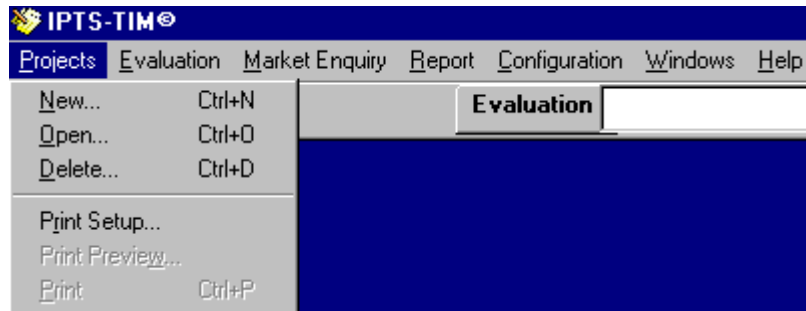 IPTS-TIM©
Projects Evaluation Market Enquiry Report Configuration Windows Help
New... Ctrl+N
Evaluation
Open... Ctrl+O
Delete... Ctrl+D
Print Setup...
Print Preview...
Print Ctrl+P